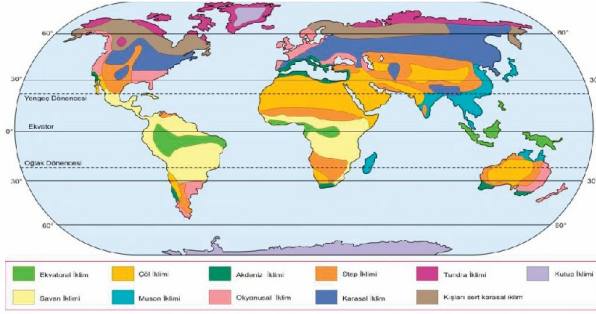 60°
30°
30
Yengeç Dönencesi
0°
Ekvator
0
Oğlak Dönencesi
30°
30
60°
60°
Ekvatoral İklim
Çöl İklimi
Akdeniz İklimi
Step İklimi
Tundra İklimi
Kutup İklimi
Savan İklimi
Muson İklimi
Okyanusal İklim
Karasal İklim
Kışları sert karasal iklim